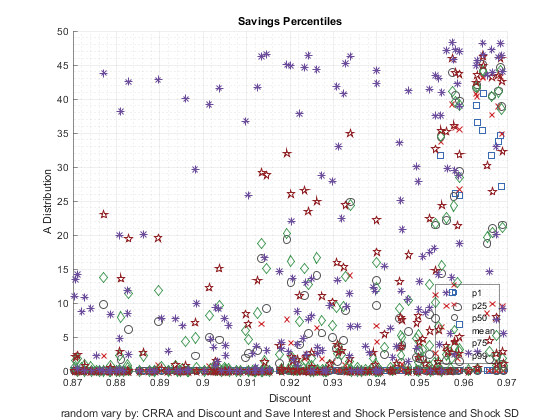 Savings Percentiles
A Distribution
50
45
40
35
30
25
20
15
10
5
0
0.87
0.88
0.89
0.9
0.91
0.92
0.93
0.94
0.95
0.96
0.97
p1
p25
p50
mean
p75
Discount
random vary by: CRRA and Discount and Save Interest and Shock Persistence and Shock SD